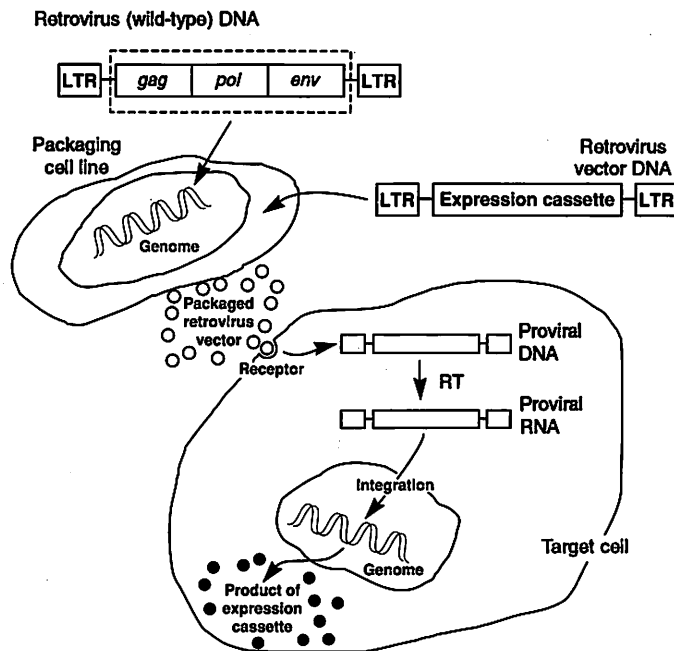 Retrovirus (wild-type) DNA
LTR gag pol env LTR
Packaging
cell line
Retrovirus
vector DNA
LTR Expression cassette LTR
Genome
Packaged
retrovirus
vector
Receptor
Proviral
DNA
RT
Proviral
RNA
Integration
Genome
Target cell
Product of
expression
cassette